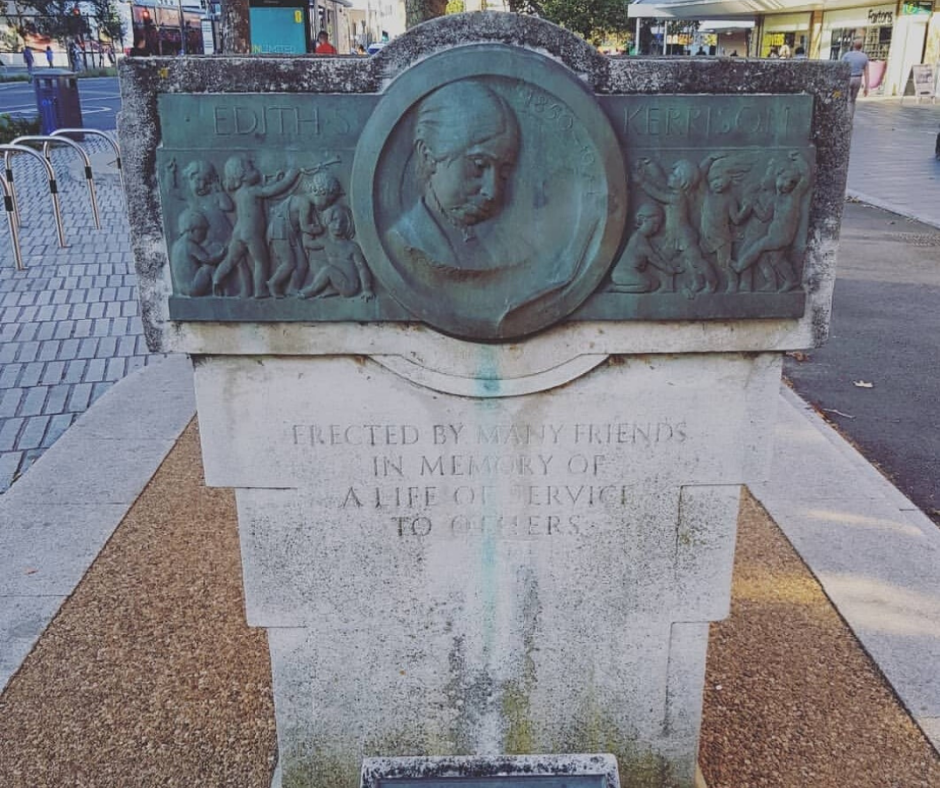 EDITH S KERRISON
ERECTED BY MANY FRIENDS
IN MEMORY OF
A LIFE OF SERVICE
TO OTHERS